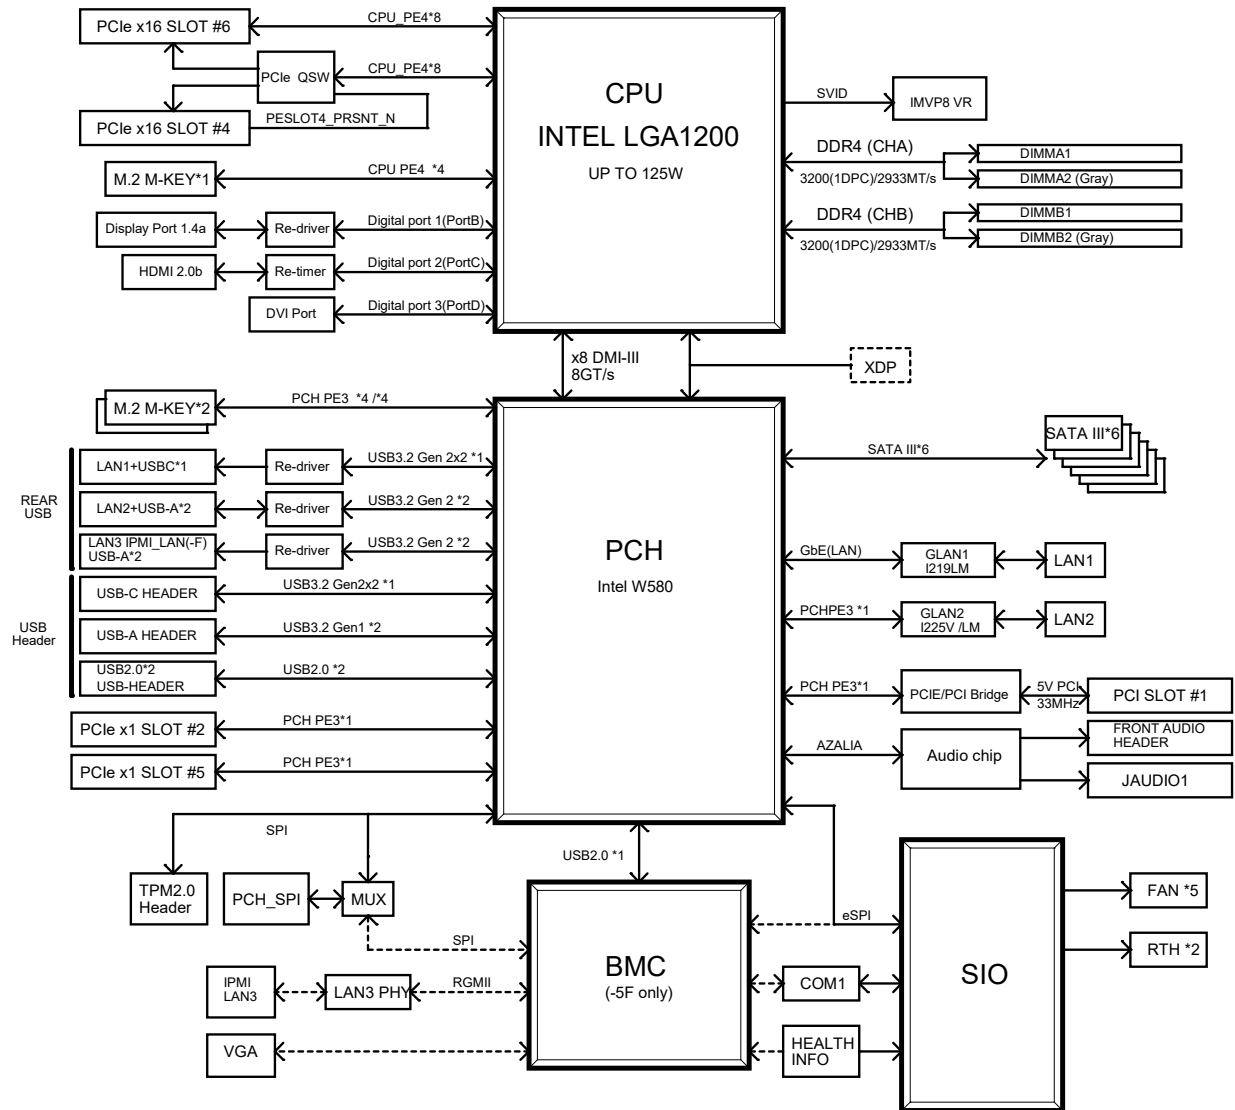 PCIe x16 SLOT #6
CPU_PE4*8
PCIe QSW
CPU_PE4*8
PCIe x16 SLOT #4
PESLOT4_PRSNT_N
M.2 M-KEY*1
CPU PE4 *4
Display Port 1.4a
Re-driver
Digital port 1(PortB)
HDMI 2.0b
Re-timer
Digital port 2(PortC)
DVI Port
Digital port 3(PortD)
CPU
INTEL LGA1200
UP TO 125W
SVID
IMVP8 VR
DDR4 (CHA)
3200(1DPC)/2933MT/s
DIMMA1
DIMMA2 (Gray)
DDR4 (CHB)
3200(1DPC)/2933MT/s
DIMMB1
DIMMB2 (Gray)
x8 DMI-III
8GT/s
XDP
M.2 M-KEY*2
PCH PE3 *4 /*4
REAR
USB
LAN1+USBC*1
Re-driver
USB3.2 Gen 2x2 *1
LAN2+USB-A*2
Re-driver
USB3.2 Gen 2 *2
LAN3 IPMI_LAN(-F)
USB-A*2
Re-driver
USB3.2 Gen 2 *2
USB
Header
USB-C HEADER
USB3.2 Gen2x2 *1
USB-A HEADER
USB3.2 Gen1 *2
USB2.0*2
USB-HEADER
USB2.0 *2
PCIe x1 SLOT #2
PCH PE3*1
PCIe x1 SLOT #5
PCH PE3*1
PCH
Intel W580
SATA III*6
SATA III*6
GbE(LAN)
GLAN1
I219LM
LAN1
PCHPE3 *1
GLAN2
I225V /LM
LAN2
PCH PE3*1
PCIE/PCI Bridge
5V PCI
33MHz
PCI SLOT #1
AZALIA
Audio chip
FRONT AUDIO
HEADER
JAUDIO1
SPI
TPM2.0
Header
PCH_SPI
MUX
USB2.0 *1
SPI
BMC
(-5F only)
eSPI
IPMI
LAN3
LAN3 PHY
RGMII
COM1
VGA
HEALTH
INFO
SIO
FAN *5
RTH *2